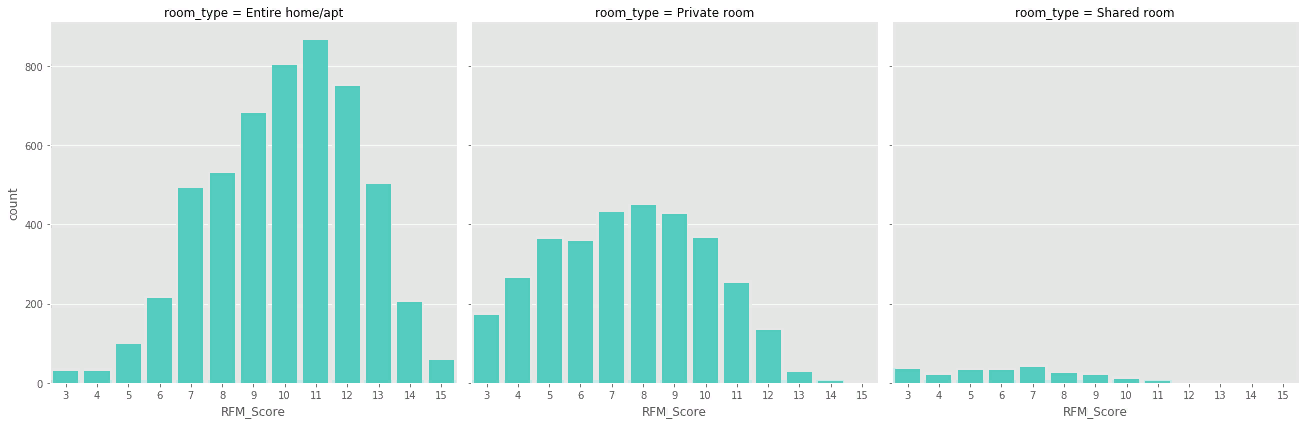 room_type = Entire home/apt
room_type = Private room
room_type = Shared room
count
800
600
400
200
0
3 4 5 6 7 8 9 10 11 12 13 14 15
3 4 5 6 7 8 9 10 11 12 13 14 15
3 4 5 6 7 8 9 10 11 12 13 14 15
RFM_Score
RFM_Score
RFM_Score